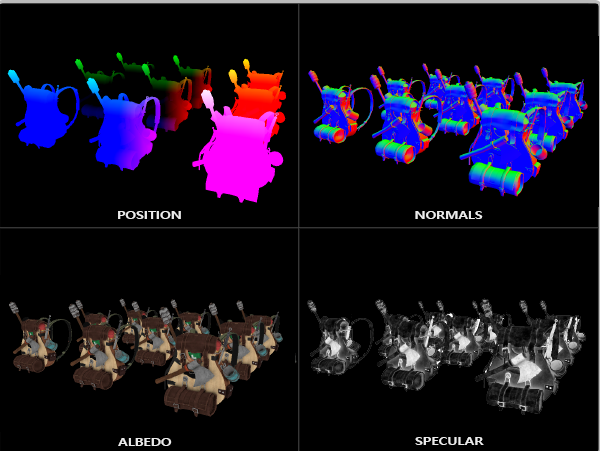 POSITION
NORMALS
ALBEDO
SPECULAR